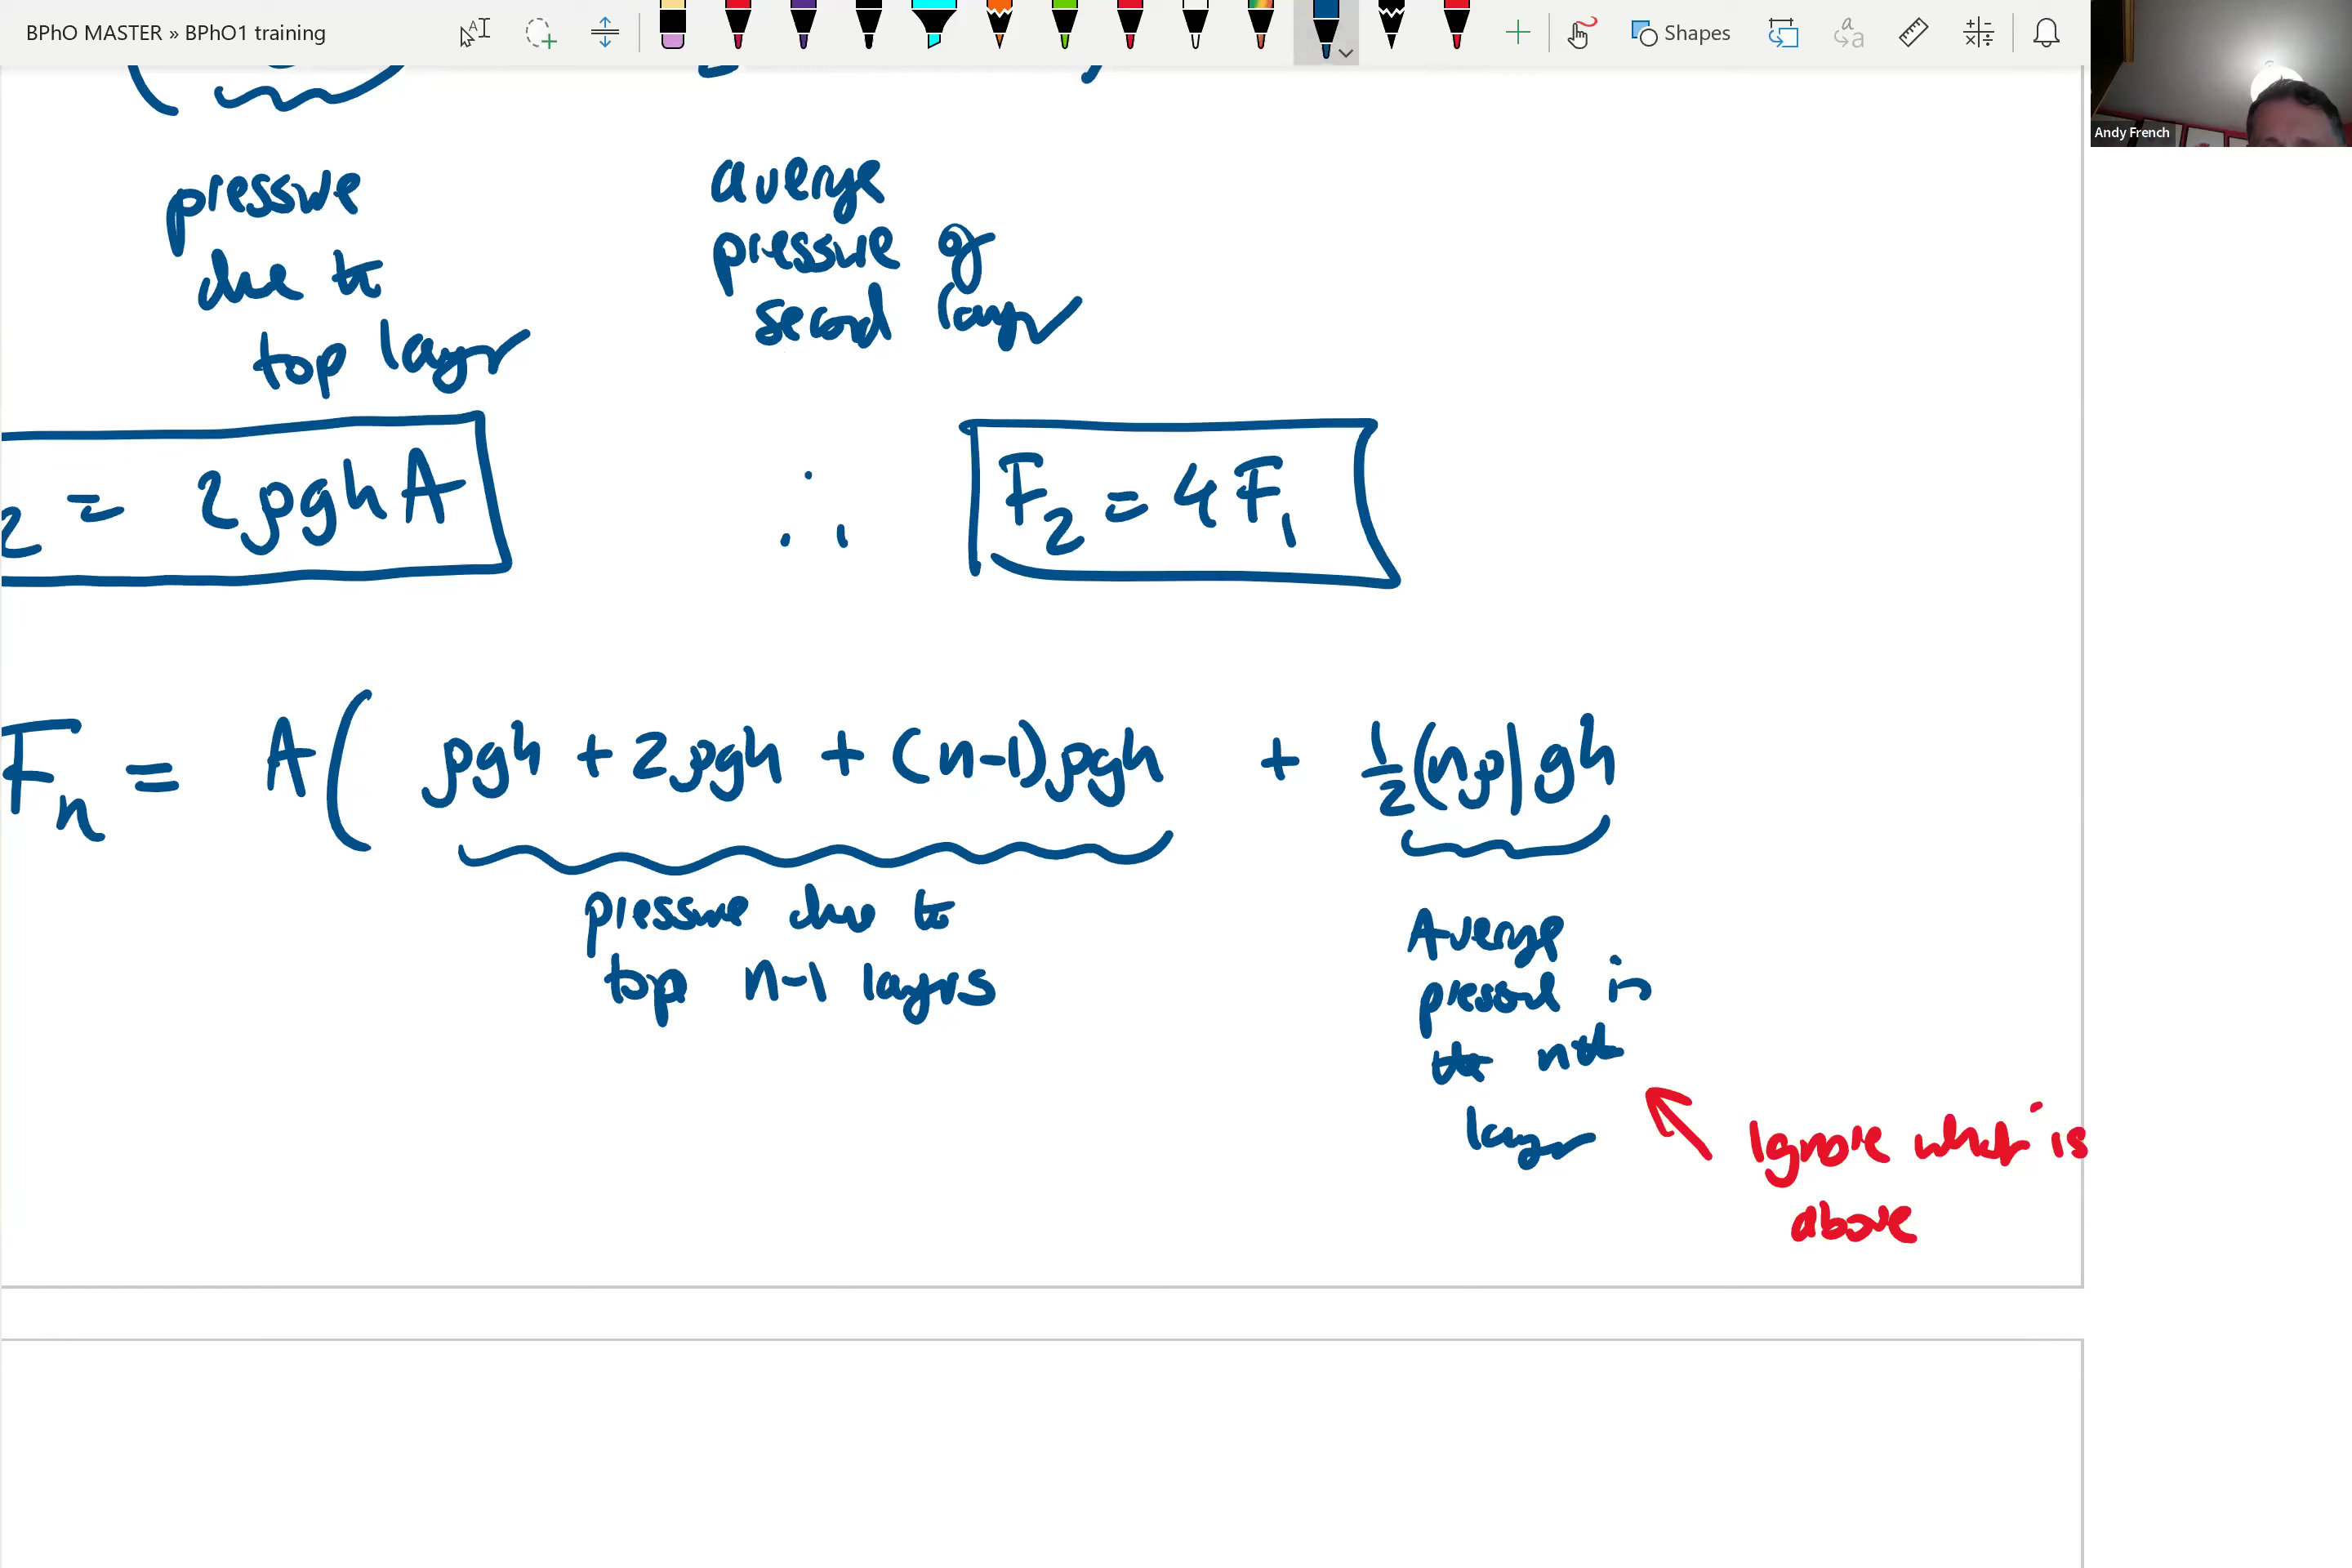 BPhO MASTER » BPhO1 training
Shapes
Andy French
pressure
due to
top layer
average
pressure of
second layer
2 = 2ρghA
∴ F₂ = 4F₁
Fₙ = A( ρgh + 2ρgh + (n-1)ρgh + ½(nρ)gh
pressure due to
top n-1 layers
Average
pressure in
the nth
layer
Ignore what is
above